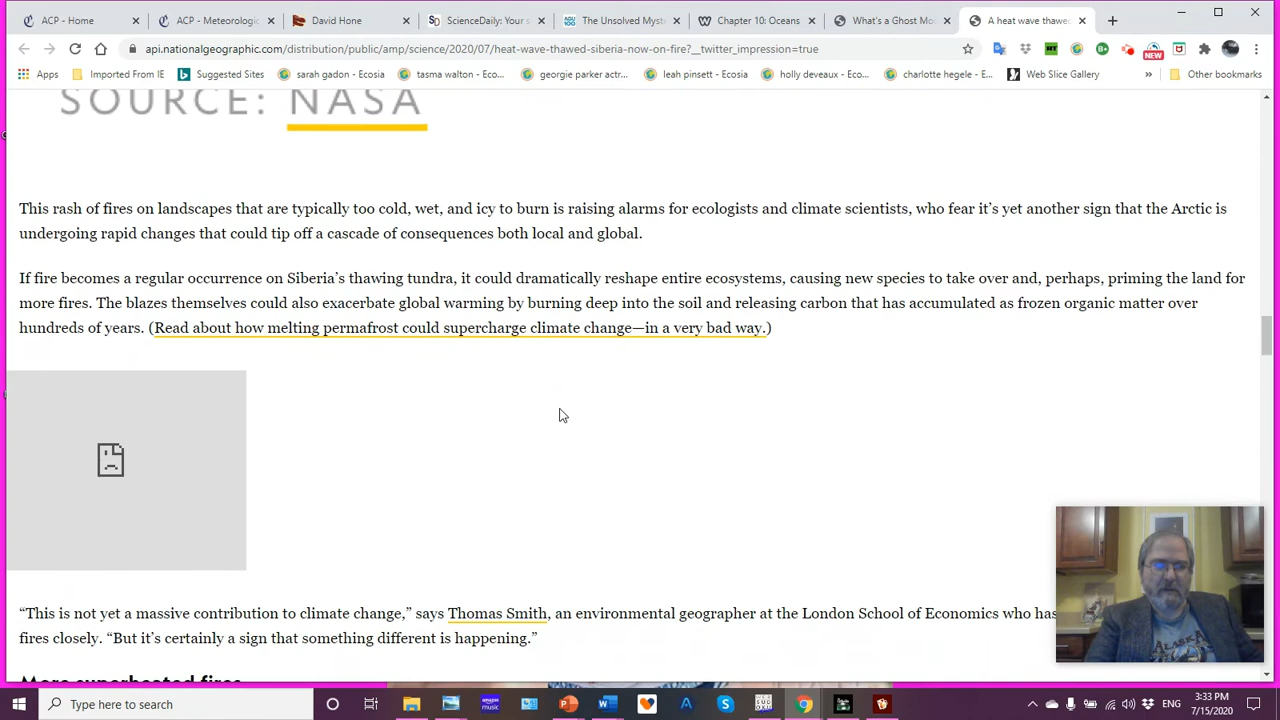 ACP - Home
ACP - Meteorologic
David Hone
ScienceDaily: Your s
The Unsolved Myst
Chapter 10: Oceans
What's a Ghost Mo
A heat wave thawed
api.nationalgeographic.com/distribution/public/amp/science/2020/07/heat-wave-thawed-siberia-now-on-fire?__twitter_impression=true
Apps
Imported From IE
Suggested Sites
sarah gadon - Ecosia
tasma walton - Eco...
georgie parker actr...
leah pinsett - Ecosia
holly deveaux - Eco...
charlotte hegele - E...
Web Slice Gallery
»
Other bookmarks
SOURCE: NASA
This rash of fires on landscapes that are typically too cold, wet, and icy to burn is raising alarms for ecologists and climate scientists, who fear it’s yet another sign that the Arctic is
undergoing rapid changes that could tip off a cascade of consequences both local and global.
If fire becomes a regular occurrence on Siberia’s thawing tundra, it could dramatically reshape entire ecosystems, causing new species to take over and, perhaps, priming the land for
more fires. The blazes themselves could also exacerbate global warming by burning deep into the soil and releasing carbon that has accumulated as frozen organic matter over
hundreds of years. (Read about how melting permafrost could supercharge climate change—in a very bad way.)
“This is not yet a massive contribution to climate change,” says Thomas Smith, an environmental geographer at the London School of Economics who has
fires closely. “But it’s certainly a sign that something different is happening.”
More superheated fires
ALASKA
Type here to search
ENG
3:33 PM
7/15/2020